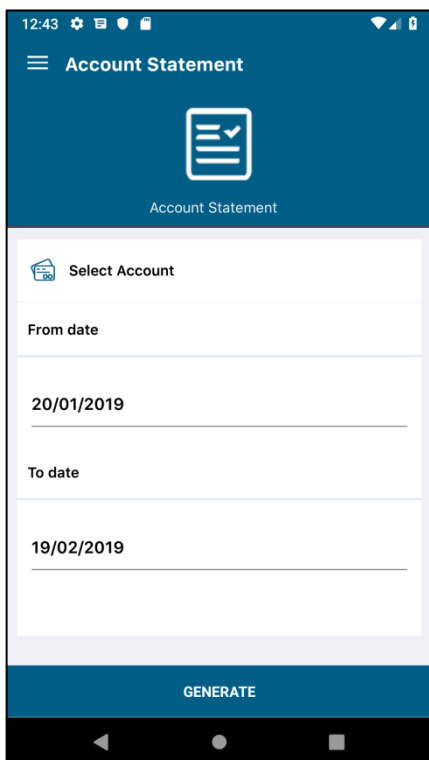 12:43
Account Statement
Account Statement
Select Account
From date
20/01/2019
To date
19/02/2019
GENERATE